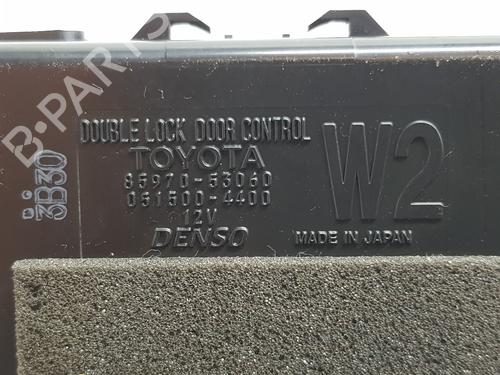 DOUBLE LOCK DOOR CONTROL
TOYOTA
85970-53060
061500-4400
12V
DENSO
W2
MADE IN JAPAN
3B30
B-PARTS